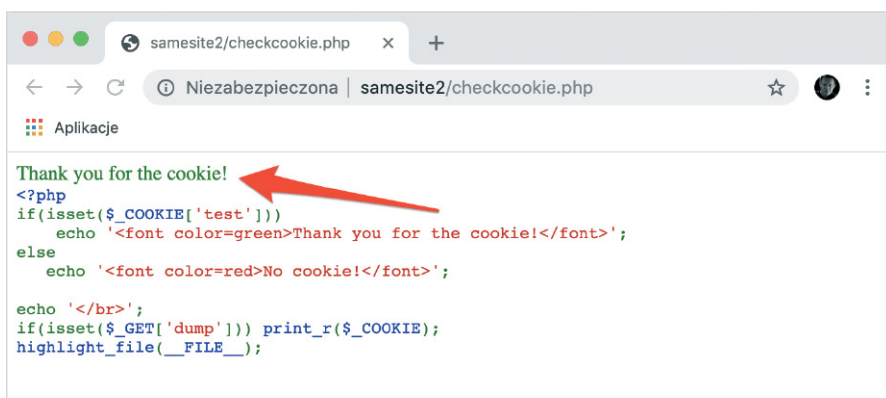 samesite2/checkcookie.php
Niezabezpieczona | samesite2/checkcookie.php
Aplikacje
Thank you for the cookie!
<?php
if(isset($_COOKIE['test']))
    echo '<font color=green>Thank you for the cookie!</font>';
else
   echo '<font color=red>No cookie!</font>';
echo '</br>';
if(isset($_GET['dump'])) print_r($_COOKIE);
highlight_file(__FILE__);